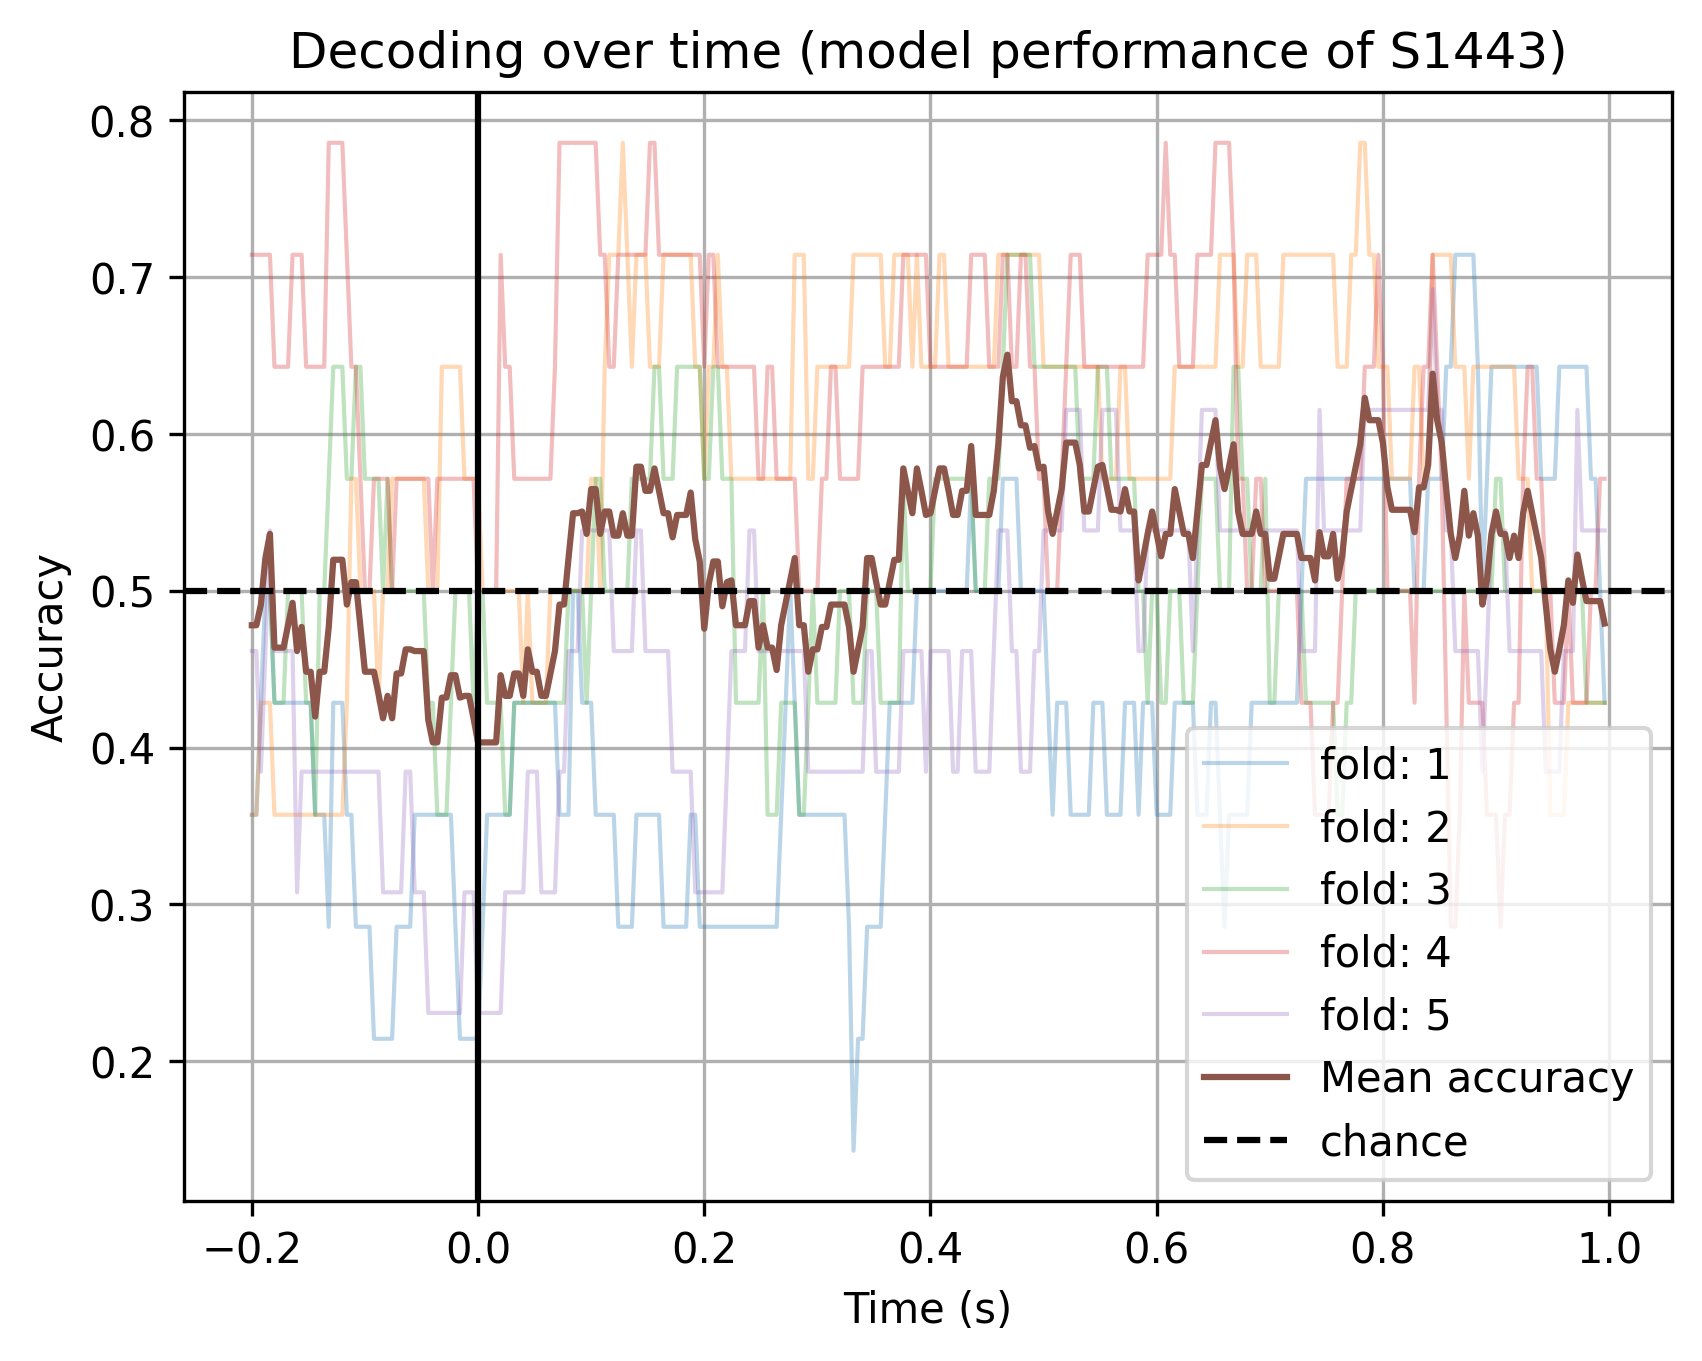 Decoding over time (model performance of S1443)
Accuracy
0.8
0.7
0.6
0.5
0.4
0.3
0.2
fold: 1
fold: 2
fold: 3
fold: 4
fold: 5
Mean accuracy
chance
−0.2 0.0 0.2 0.4 0.6 0.8 1.0
Time (s)